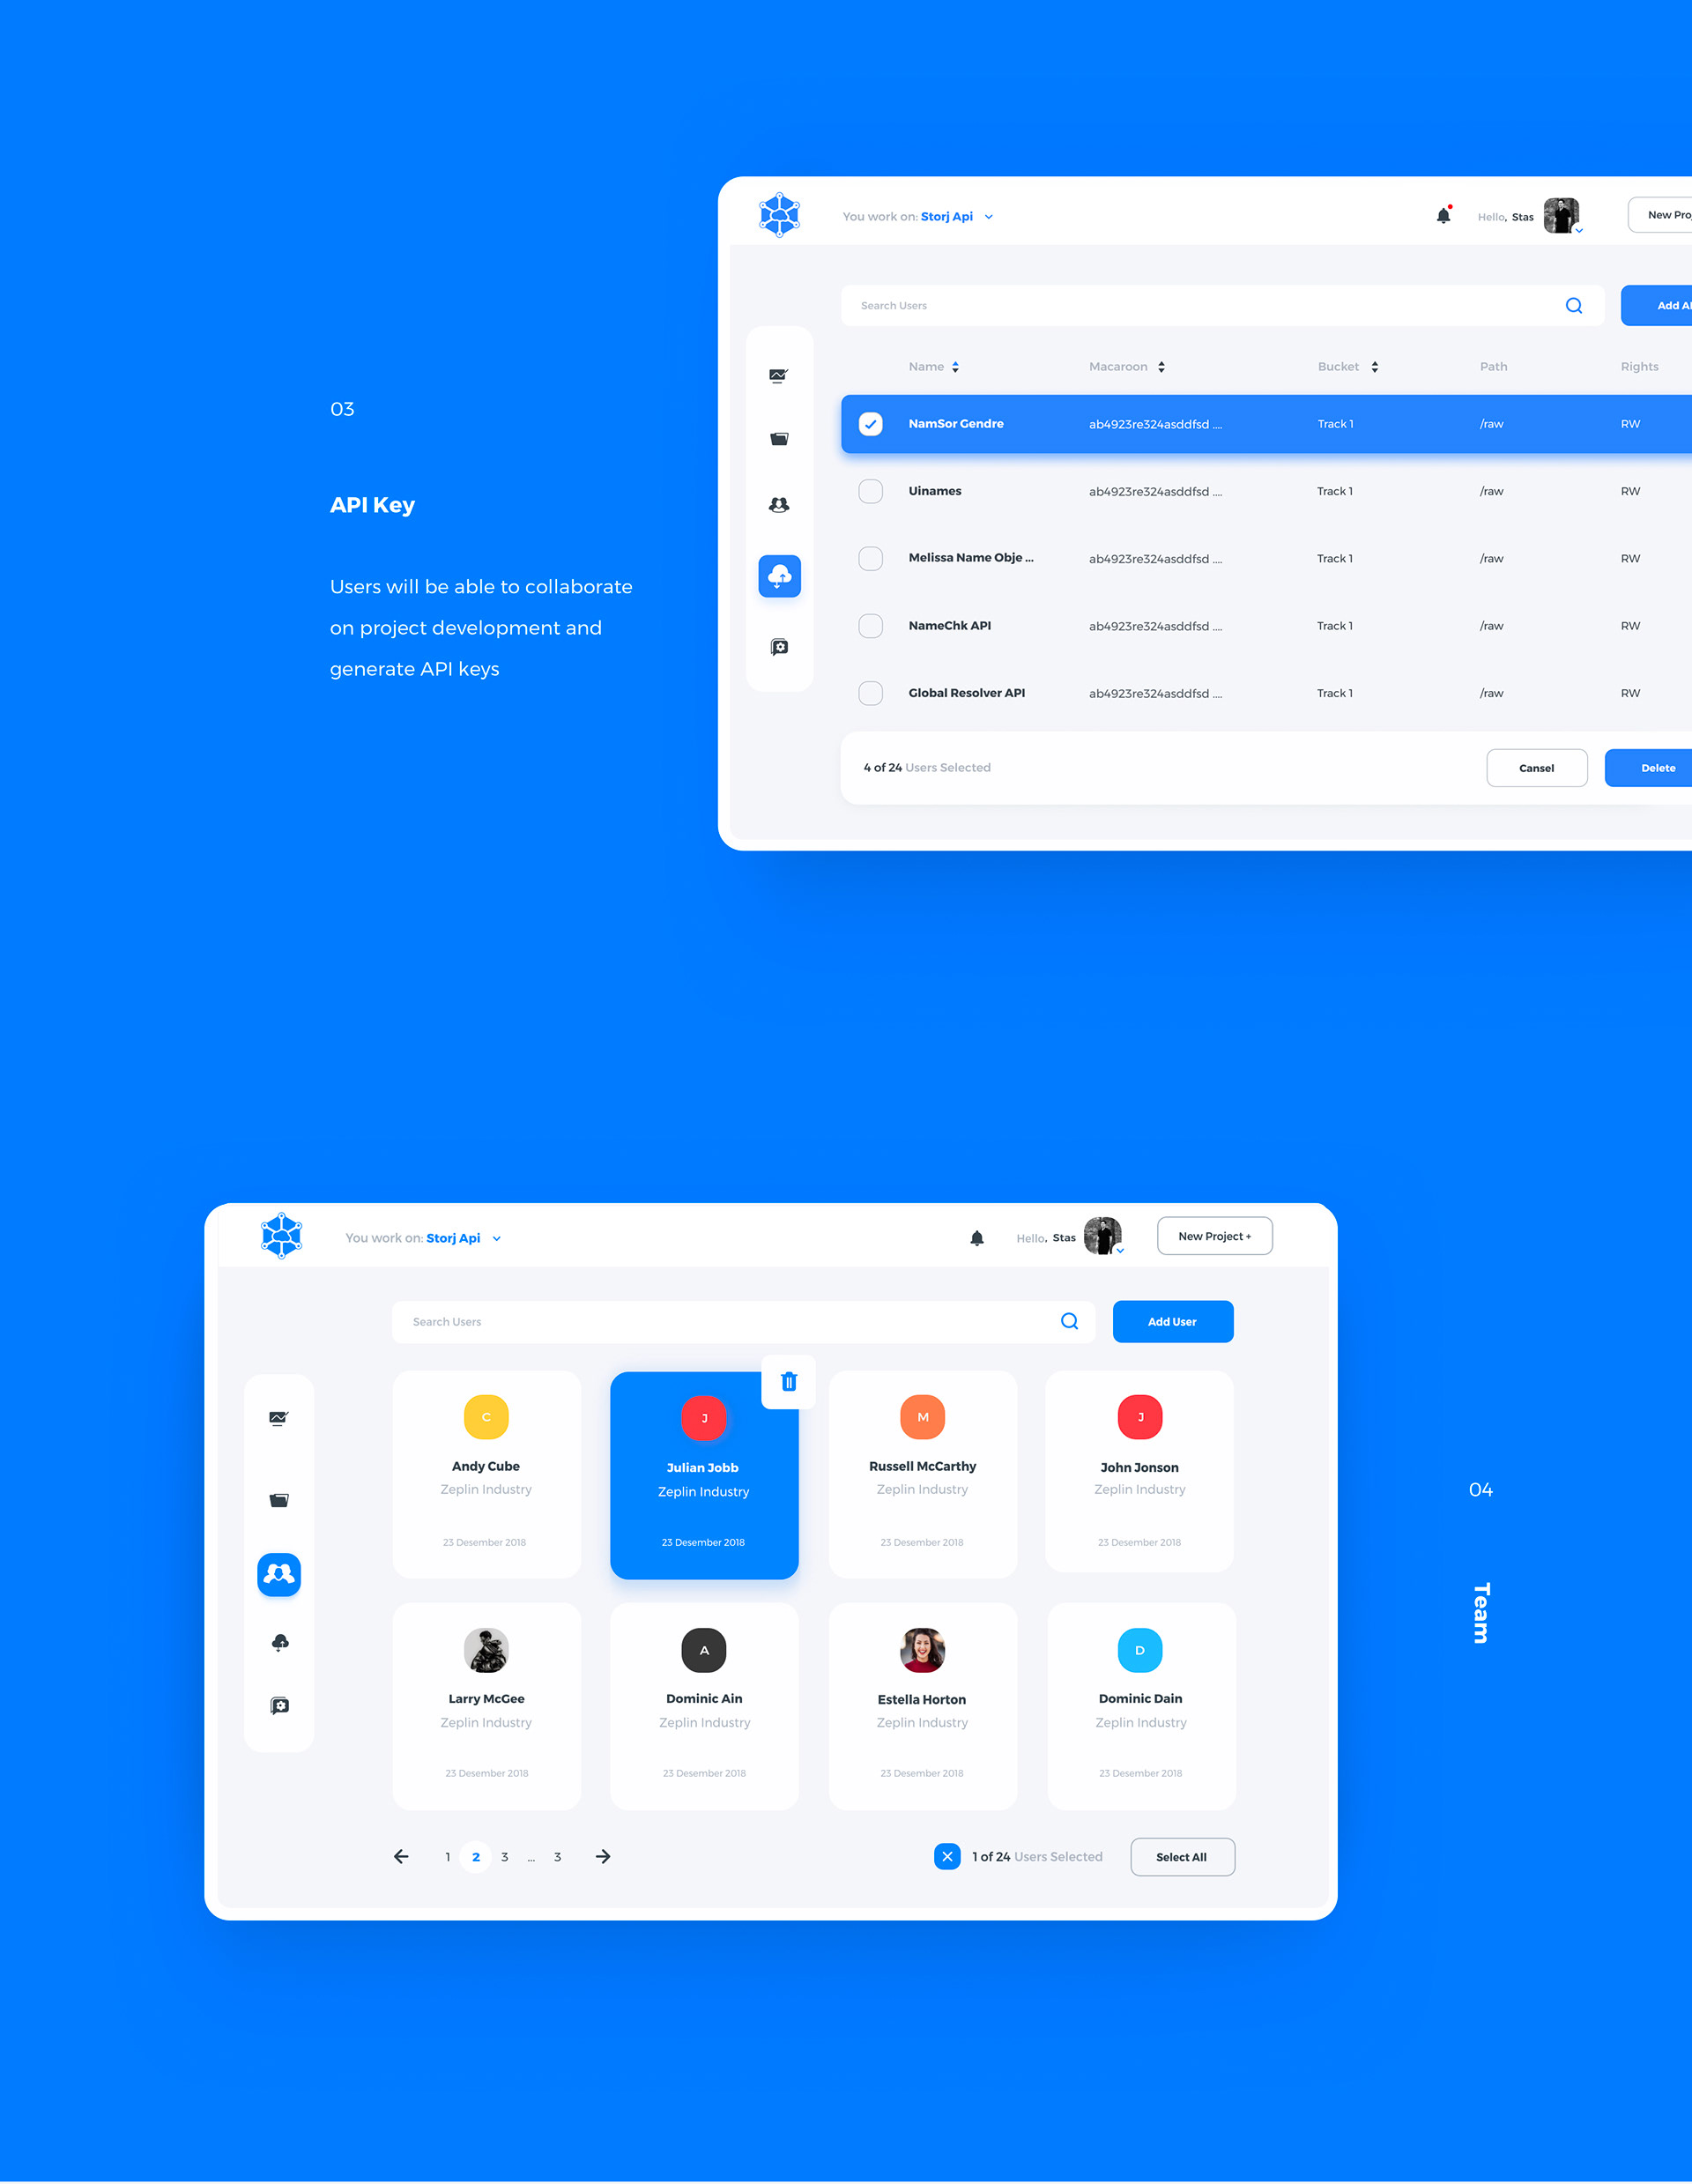 You work on: Storj Api
Hello, Stas
New Pro
Search Users
Add A
Name Macaroon Bucket Path Rights
NamSor Gendre ab4923re324asddfsd .... Track 1 /raw RW
Uinames ab4923re324asddfsd .... Track 1 /raw RW
Melissa Name Obje ... ab4923re324asddfsd .... Track 1 /raw RW
NameChk API ab4923re324asddfsd .... Track 1 /raw RW
Global Resolver API ab4923re324asddfsd .... Track 1 /raw RW
4 of 24 Users Selected
Cansel
Delete
03
API Key
Users will be able to collaborate
on project development and
generate API keys
You work on: Storj Api
Hello, Stas
New Project +
Search Users
Add User
C J M J
Andy Cube Julian Jobb Russell McCarthy John Jonson
Zeplin Industry Zeplin Industry Zeplin Industry Zeplin Industry
23 Desember 2018 23 Desember 2018 23 Desember 2018 23 Desember 2018
A D
Larry McGee Dominic Ain Estella Horton Dominic Dain
Zeplin Industry Zeplin Industry Zeplin Industry Zeplin Industry
23 Desember 2018 23 Desember 2018 23 Desember 2018 23 Desember 2018
1 2 3 ... 3
1 of 24 Users Selected
Select All
04
Team